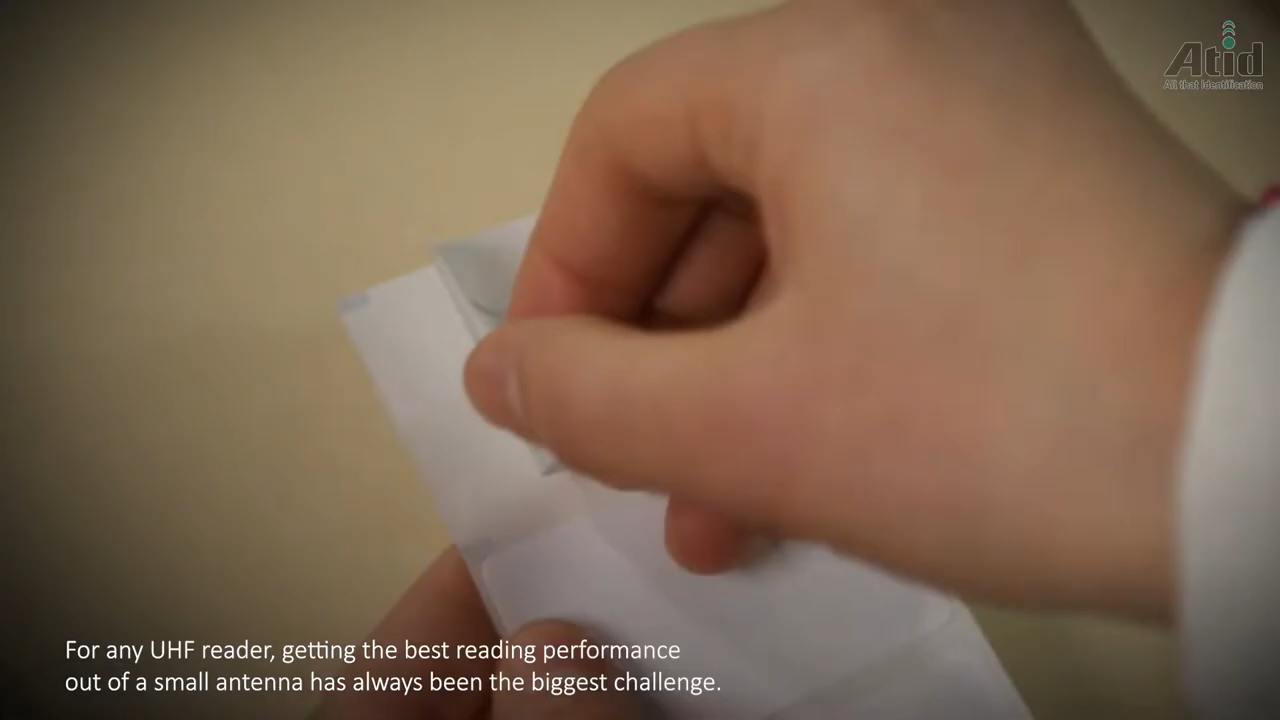 Atid
All that Identification
For any UHF reader, getting the best reading performance
out of a small antenna has always been the biggest challenge.